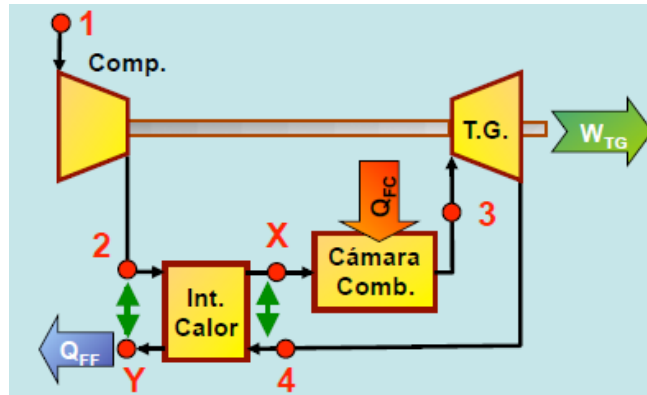 1
Comp.
T.G.
W_TG
Q_FC
3
2
X
Cámara
Comb.
Int.
Calor
Q_FF
Y
4